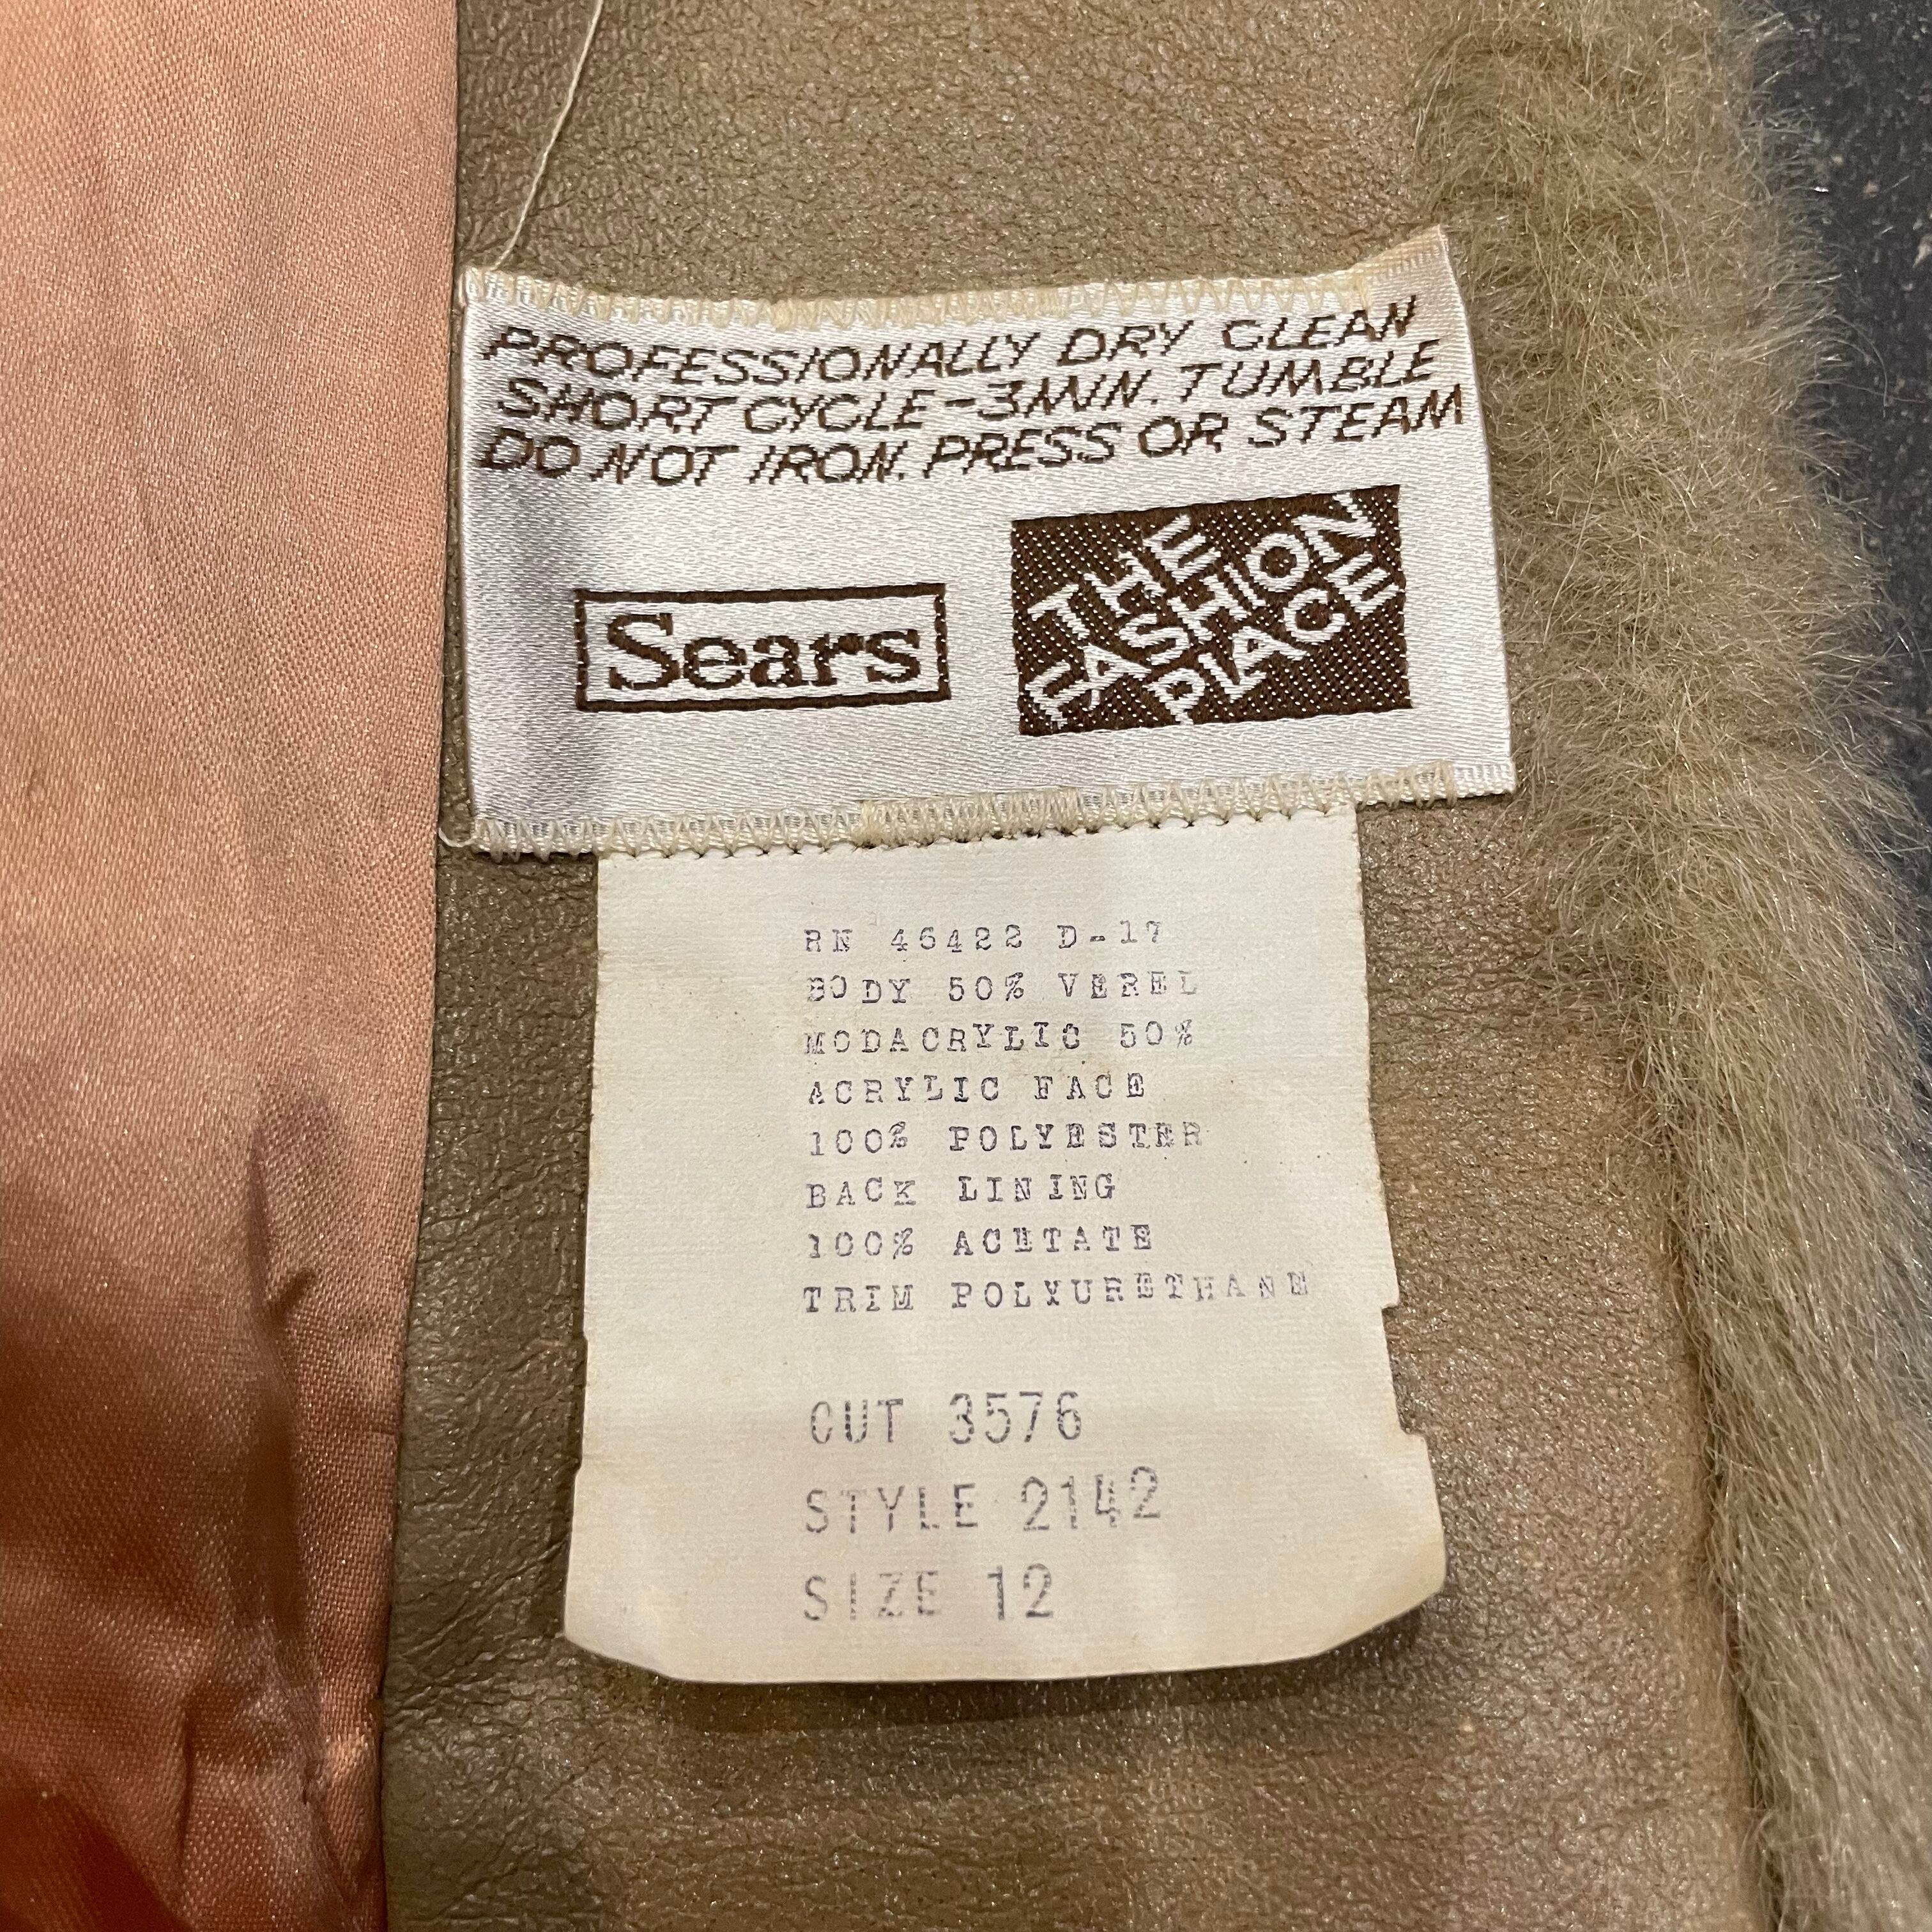 PROFESSIONALLY DRY CLEAN
SHORT CYCLE-3MIN. TUMBLE
DO NOT IRON, PRESS OR STEAM
Sears
THE
FASHION
PLACE
RN 46422 D-17
BODY 50% VEREL
MODACRYLIC 50%
ACRYLIC FACE
100% POLYESTER
BACK LINING
100% ACETATE
TRIM POLYURETHANE
CUT 3576
STYLE 2142
SIZE 12